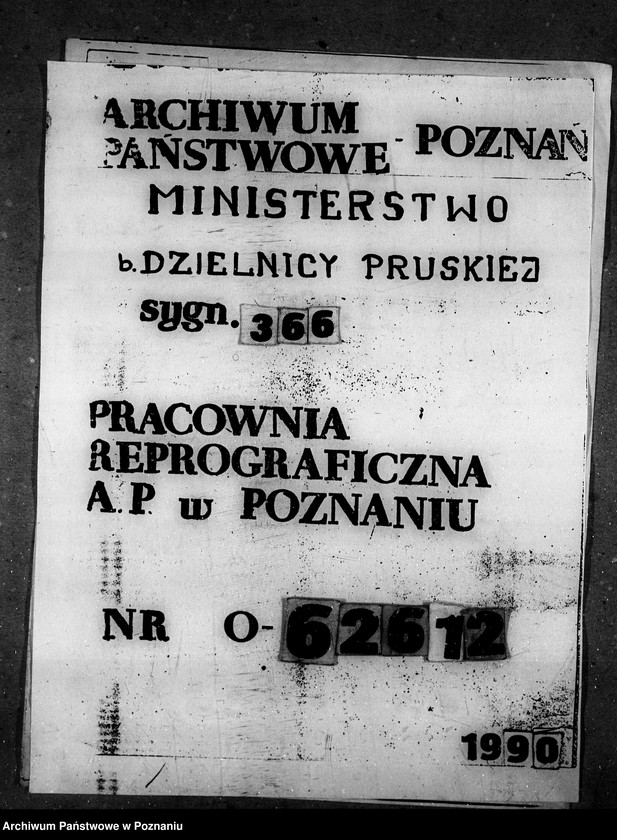 ARCHIWUM
PAŃSTWOWE - POZNAŃ
MINISTERSTWO
b. DZIELNICY PRUSKIEJ
sygn. 366
PRACOWNIA
REPROGRAFICZNA
A. P. w POZNANIU
NR O-62612
1990
Archiwum Państwowe w Poznaniu